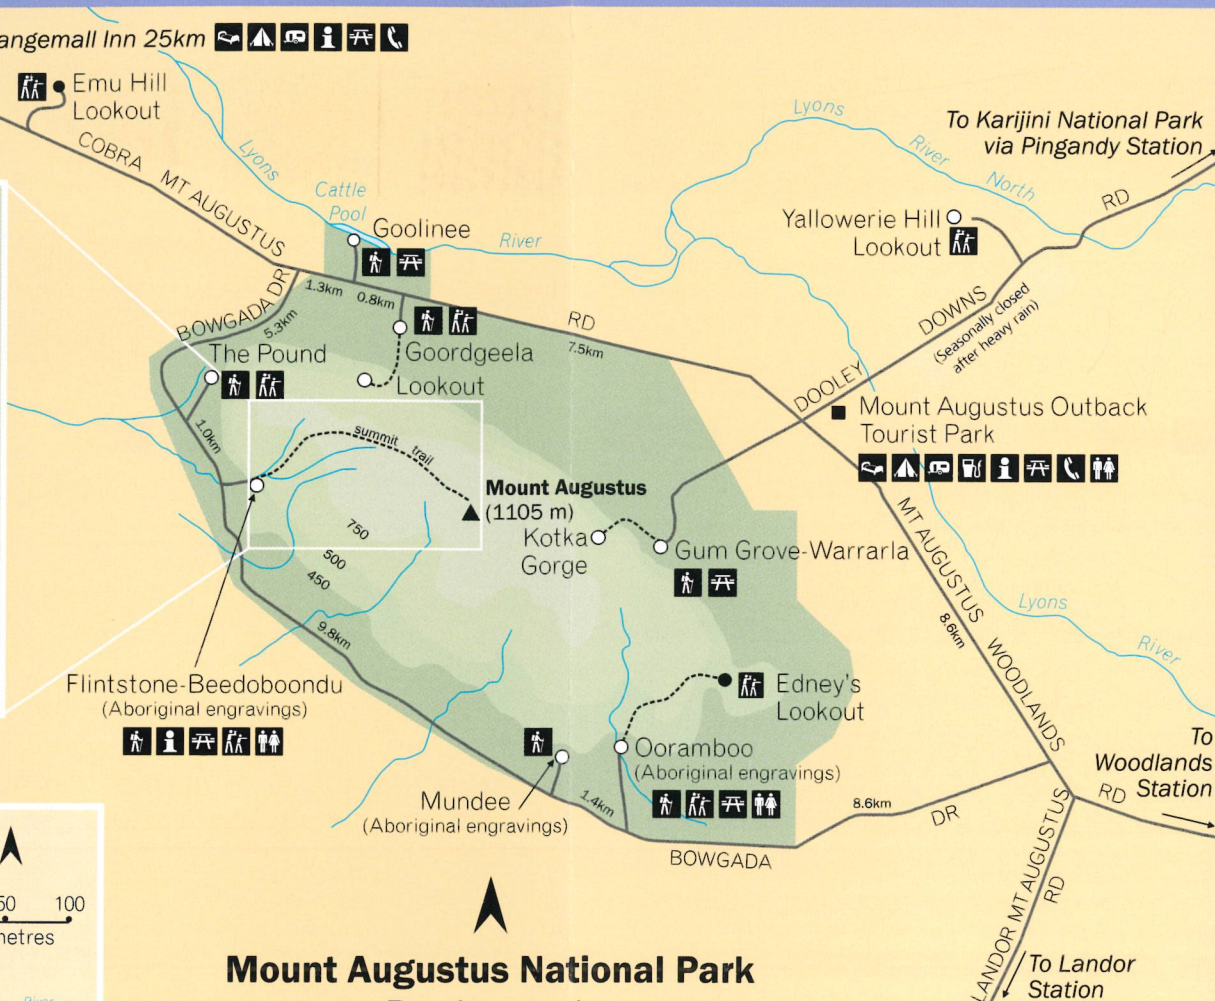 angemall Inn 25km
Emu Hill
Lookout
COBRA
MT AUGUSTUS
Lyons
Cattle
Pool
Goolinee
River
Lyons
River
North
To Karijini National Park
via Pingandy Station
RD
Yallowerie Hill
Lookout
DOWNS
(Seasonally closed
after heavy rain)
DOOLEY
BOWGADA DR
5.3km
1.3km
0.8km
RD
7.5km
The Pound
Goordgeela
Lookout
1.0km
summit trail
Mount Augustus
(1105 m)
750
500
450
Kotka
Gorge
Gum Grove-Warrarla
Mount Augustus Outback
Tourist Park
MT AUGUSTUS
8.6km
WOODLANDS
Lyons
River
9.8km
Flintstone-Beedoboondu
(Aboriginal engravings)
Edney's
Lookout
Ooramboo
(Aboriginal engravings)
Mundee
(Aboriginal engravings)
1.4km
BOWGADA
8.6km
DR
To
Woodlands
Station
RD
LANDOR MT AUGUSTUS
RD
To Landor
Station
50 100
metres
Mount Augustus National Park